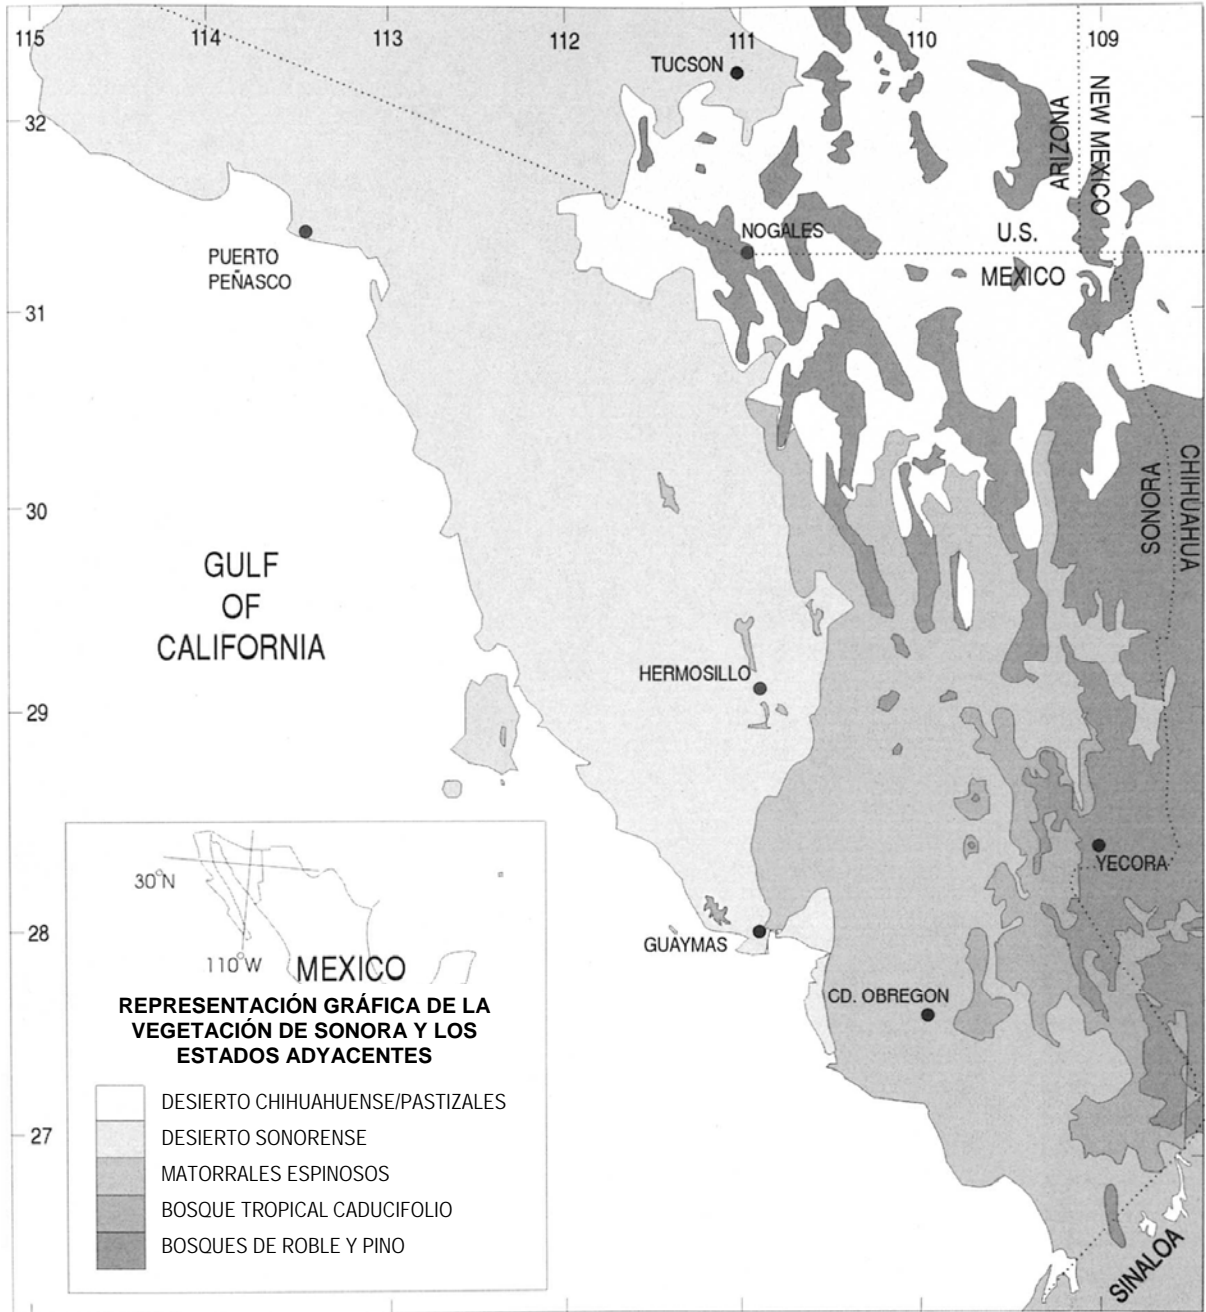 115
114
113
112
111
110
109
TUCSON
32
ARIZONA
NEW MEXICO
NOGALES
U.S.
MEXICO
PUERTO
PEÑASCO
31
30
CHIHUAHUA
SONORA
GULF
OF
CALIFORNIA
HERMOSILLO
29
YECORA
30°N
28
GUAYMAS
110°W
MEXICO
CD. OBREGON
REPRESENTACIÓN GRÁFICA DE LA
VEGETACIÓN DE SONORA Y LOS
ESTADOS ADYACENTES
DESIERTO CHIHUAHUENSE/PASTIZALES
27
DESIERTO SONORENSE
MATORRALES ESPINOSOS
BOSQUE TROPICAL CADUCIFOLIO
BOSQUES DE ROBLE Y PINO
SINALOA